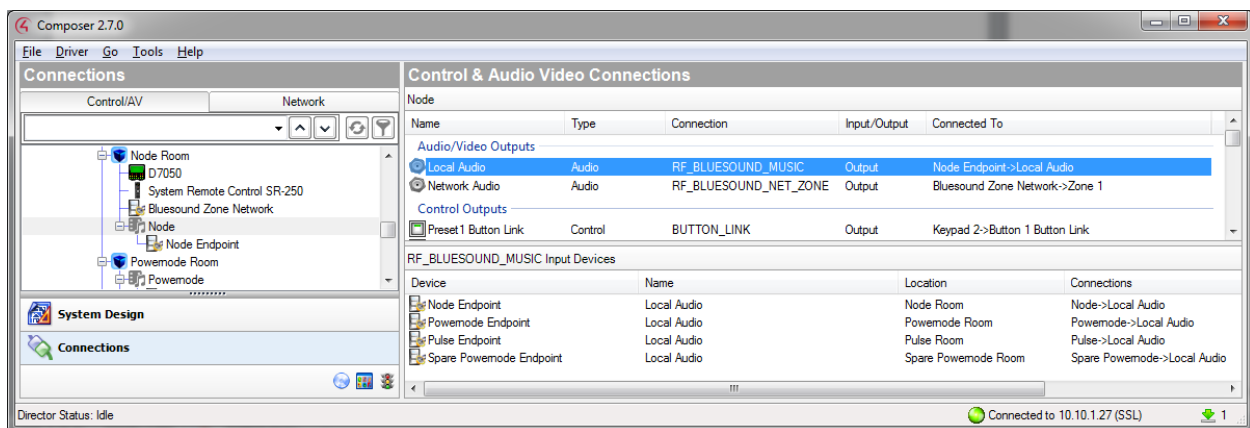 Composer 2.7.0
File Driver Go Tools Help
Connections
Control/AV Network
Node Room
D7050
System Remote Control SR-250
Bluesound Zone Network
Node
Node Endpoint
Powernode Room
Powernode
System Design
Connections
Control & Audio Video Connections
Node
Name Type Connection Input/Output Connected To
Audio/Video Outputs
Local Audio Audio RF_BLUESOUND_MUSIC Output Node Endpoint->Local Audio
Network Audio Audio RF_BLUESOUND_NET_ZONE Output Bluesound Zone Network->Zone 1
Control Outputs
Preset1 Button Link Control BUTTON_LINK Output Keypad 2->Button 1 Button Link
RF_BLUESOUND_MUSIC Input Devices
Device Name Location Connections
Node Endpoint Local Audio Node Room Node->Local Audio
Powernode Endpoint Local Audio Powernode Room Powernode->Local Audio
Pulse Endpoint Local Audio Pulse Room Pulse->Local Audio
Spare Powernode Endpoint Local Audio Spare Powernode Room Spare Powernode->Local Audio
Director Status: Idle Connected to 10.10.1.27 (SSL) 1